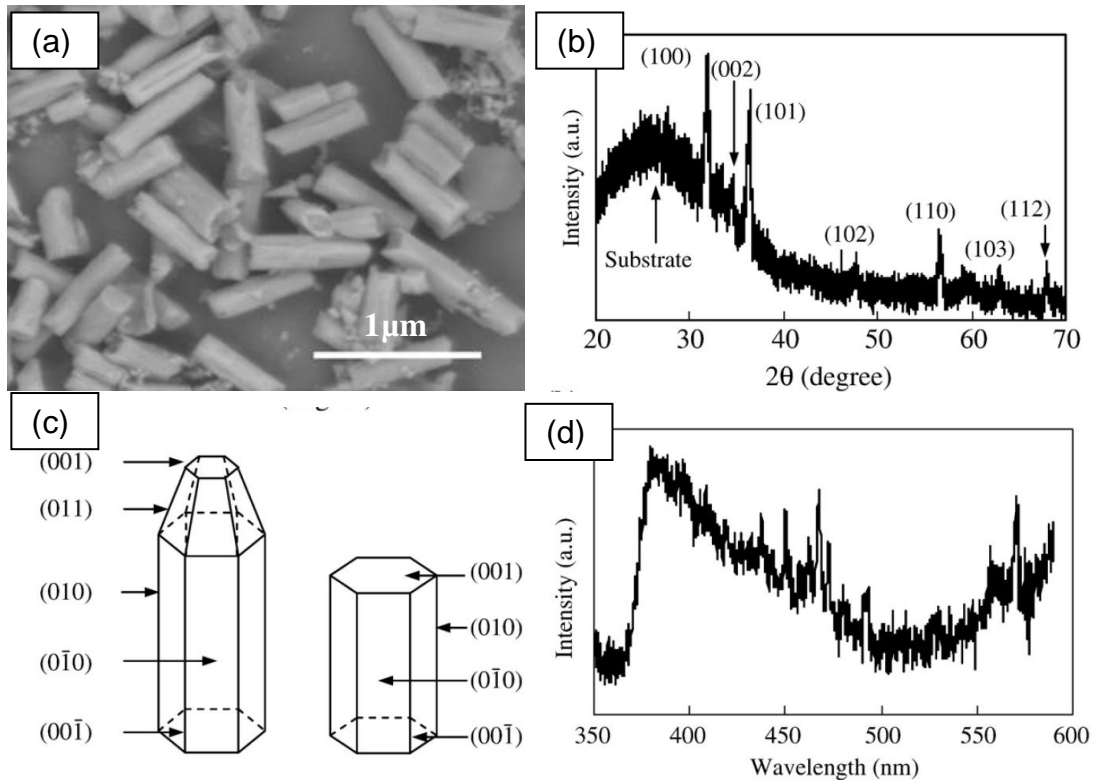 (a)
1µm
(b)
(100)
(002)
(101)
(102)
(110)
(103)
(112)
Substrate
Intensity (a.u.)
20 30 40 50 60 70
2θ (degree)
(c)
(001)
(011)
(010)
(01̄0)
(001̄)
(001)
(010)
(01̄0)
(001̄)
(d)
Intensity (a.u.)
350 400 450 500 550 600
Wavelength (nm)